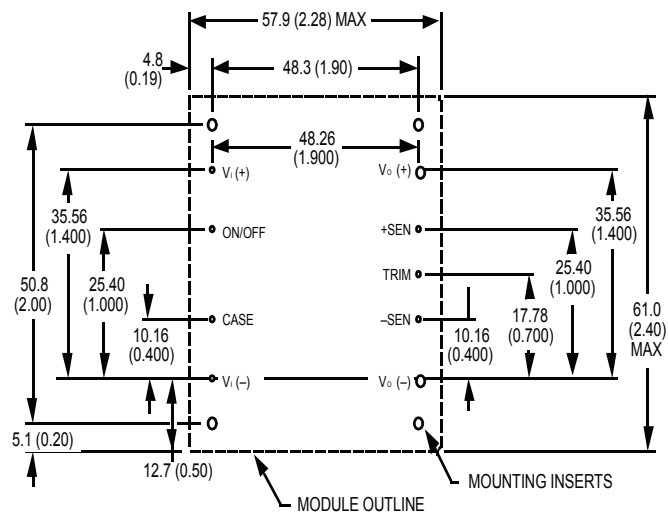 57.9 (2.28) MAX
4.8
(0.19)
48.3 (1.90)
48.26
(1.900)
VI (+)
VO (+)
35.56
(1.400)
35.56
(1.400)
ON/OFF
+SEN
25.40
(1.000)
25.40
(1.000)
TRIM
50.8
(2.00)
61.0
(2.40)
MAX
CASE
–SEN
10.16
(0.400)
10.16
(0.400)
17.78
(0.700)
VI (–)
VO (–)
5.1 (0.20)
12.7 (0.50)
MOUNTING INSERTS
MODULE OUTLINE